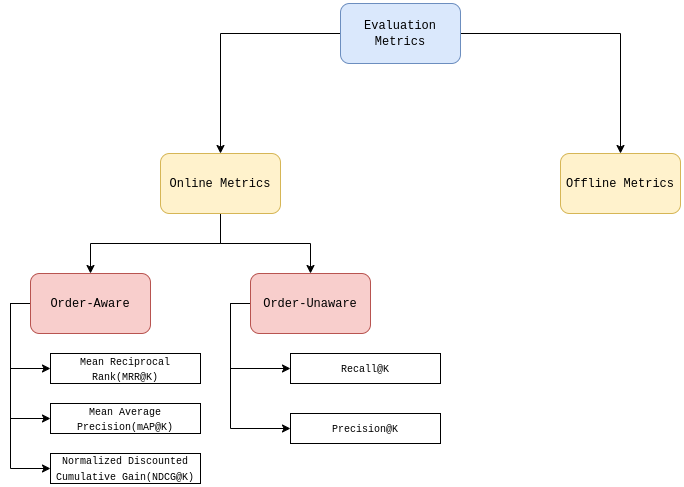 Evaluation
Metrics
Online Metrics
Offline Metrics
Order-Aware
Order-Unaware
Mean Reciprocal
Rank(MRR@K)
Mean Average
Precision(mAP@K)
Normalized Discounted
Cumulative Gain(NDCG@K)
Recall@K
Precision@K